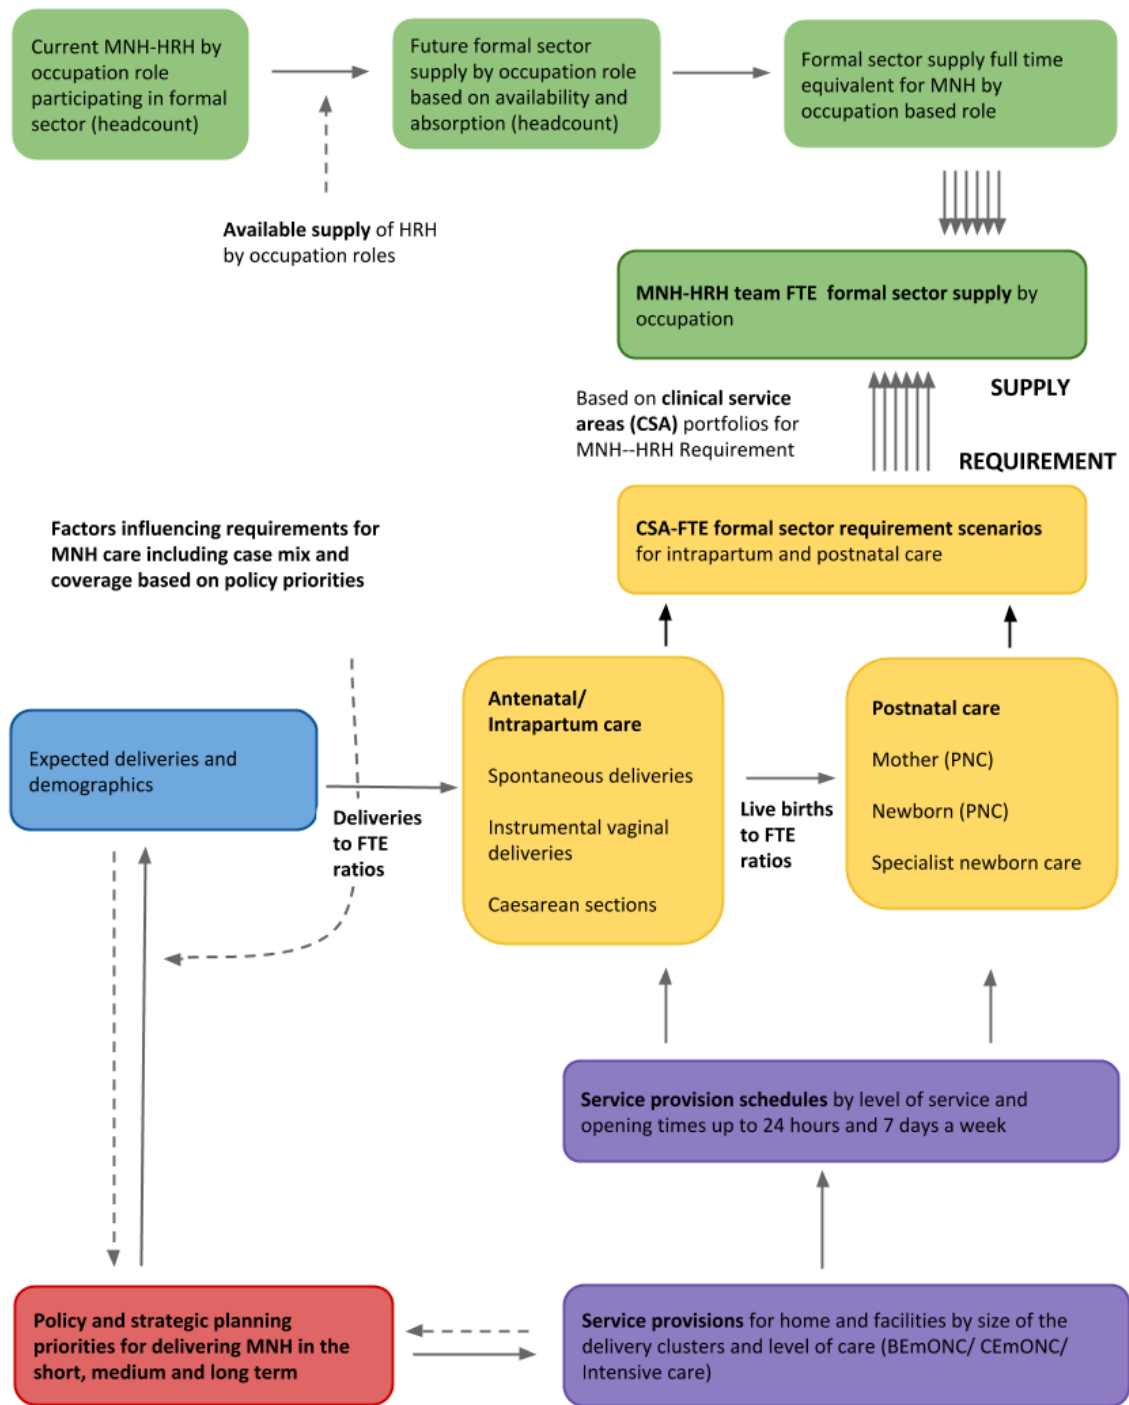 Current MNH-HRH by
occupation role
participating in formal
sector (headcount)
Future formal sector
supply by occupation role
based on availability and
absorption (headcount)
Formal sector supply full time
equivalent for MNH by
occupation based role
Available supply of HRH
by occupation roles
MNH-HRH team FTE  formal sector supply by
occupation
Based on clinical service
areas (CSA) portfolios for
MNH--HRH Requirement
SUPPLY
REQUIREMENT
CSA-FTE formal sector requirement scenarios
for intrapartum and postnatal care
Factors influencing requirements for
MNH care including case mix and
coverage based on policy priorities
Expected deliveries and
demographics
Deliveries
to FTE
ratios
Antenatal/
Intrapartum care
Spontaneous deliveries
Instrumental vaginal
deliveries
Caesarean sections
Live births
to FTE
ratios
Postnatal care
Mother (PNC)
Newborn (PNC)
Specialist newborn care
Service provision schedules by level of service and
opening times up to 24 hours and 7 days a week
Policy and strategic planning
priorities for delivering MNH in the
short, medium and long term
Service provisions for home and facilities by size of the
delivery clusters and level of care (BEmONC/ CEmONC/
Intensive care)